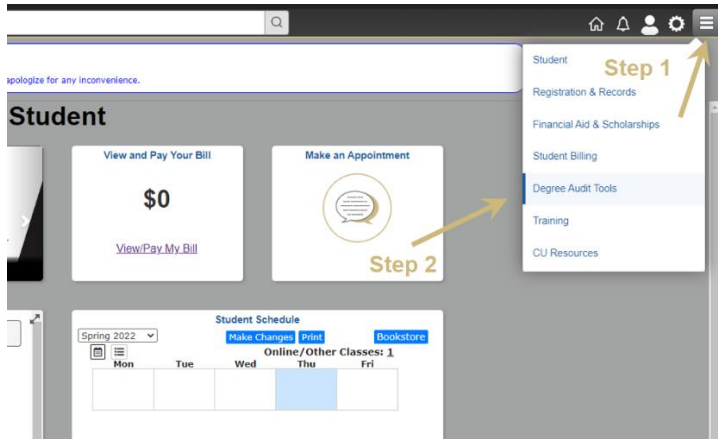 apologize for any inconvenience.
Student
Step 1
Student
Registration & Records
Financial Aid & Scholarships
Student Billing
Degree Audit Tools
Training
CU Resources
Step 2
View and Pay Your Bill
$0
View/Pay My Bill
Make an Appointment
Student Schedule
Spring 2022
Make Changes
Print
Bookstore
Online/Other Classes: 1
Mon Tue Wed Thu Fri